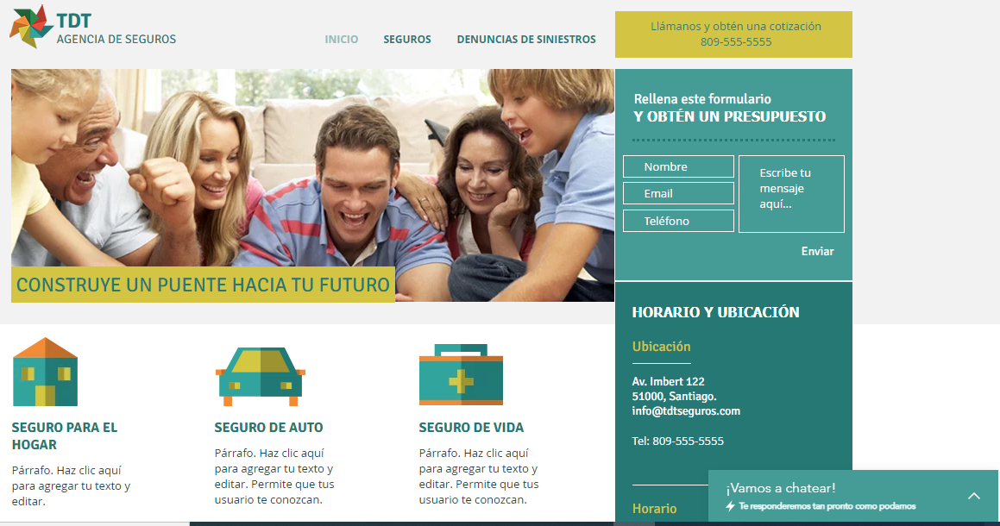 TDT
AGENCIA DE SEGUROS
INICIO
SEGUROS
DENUNCIAS DE SINIESTROS
Llámanos y obtén una cotización
809-555-5555
Rellena este formulario
Y OBTÉN UN PRESUPUESTO
Nombre
Email
Teléfono
Escribe tu
mensaje
aquí...
Enviar
CONSTRUYE UN PUENTE HACIA TU FUTURO
SEGURO PARA EL
HOGAR
Párrafo. Haz clic aquí
para agregar tu texto y
editar.
SEGURO DE AUTO
Párrafo. Haz clic aquí
para agregar tu texto y
editar. Permite que tus
usuario te conozcan.
SEGURO DE VIDA
Párrafo. Haz clic aquí
para agregar tu texto y
editar. Permite que tus
usuario te conozcan.
HORARIO Y UBICACIÓN
Ubicación
Av. Imbert 122
51000, Santiago.
info@tdtseguros.com
Tel: 809-555-5555
Horario
¡Vamos a chatear!
Te responderemos tan pronto como podamos